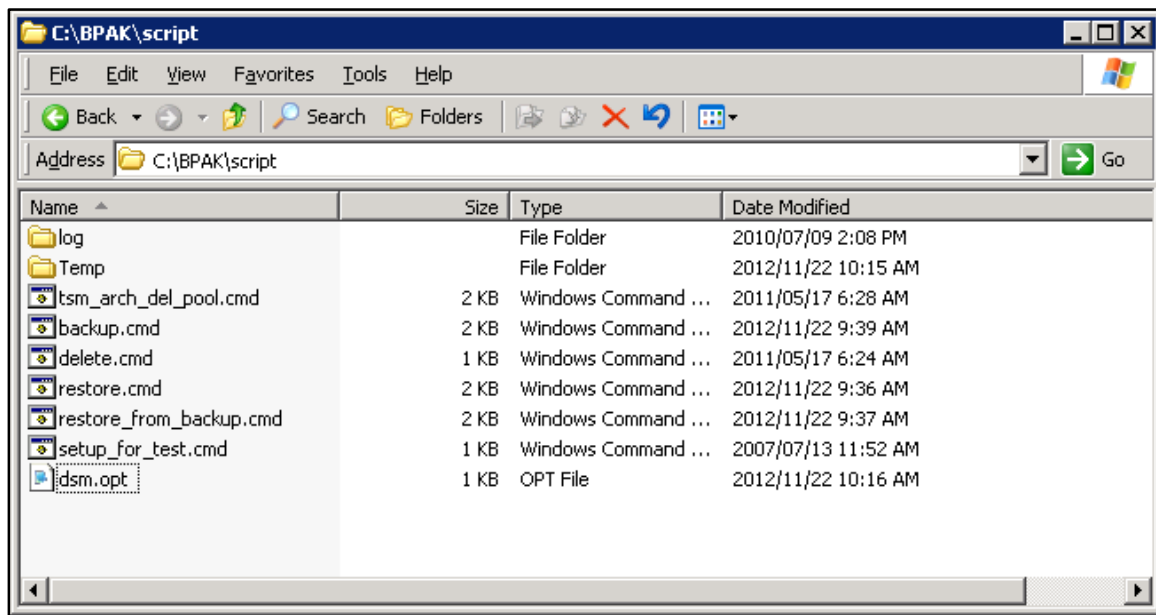 C:\BPAK\script
File Edit View Favorites Tools Help
Back Search Folders
Address C:\BPAK\script Go
Name Size Type Date Modified
log File Folder 2010/07/09 2:08 PM
Temp File Folder 2012/11/22 10:15 AM
tsm_arch_del_pool.cmd 2 KB Windows Command ... 2011/05/17 6:28 AM
backup.cmd 2 KB Windows Command ... 2012/11/22 9:39 AM
delete.cmd 1 KB Windows Command ... 2011/05/17 6:24 AM
restore.cmd 2 KB Windows Command ... 2012/11/22 9:36 AM
restore_from_backup.cmd 2 KB Windows Command ... 2012/11/22 9:37 AM
setup_for_test.cmd 1 KB Windows Command ... 2007/07/13 11:52 AM
dsm.opt 1 KB OPT File 2012/11/22 10:16 AM